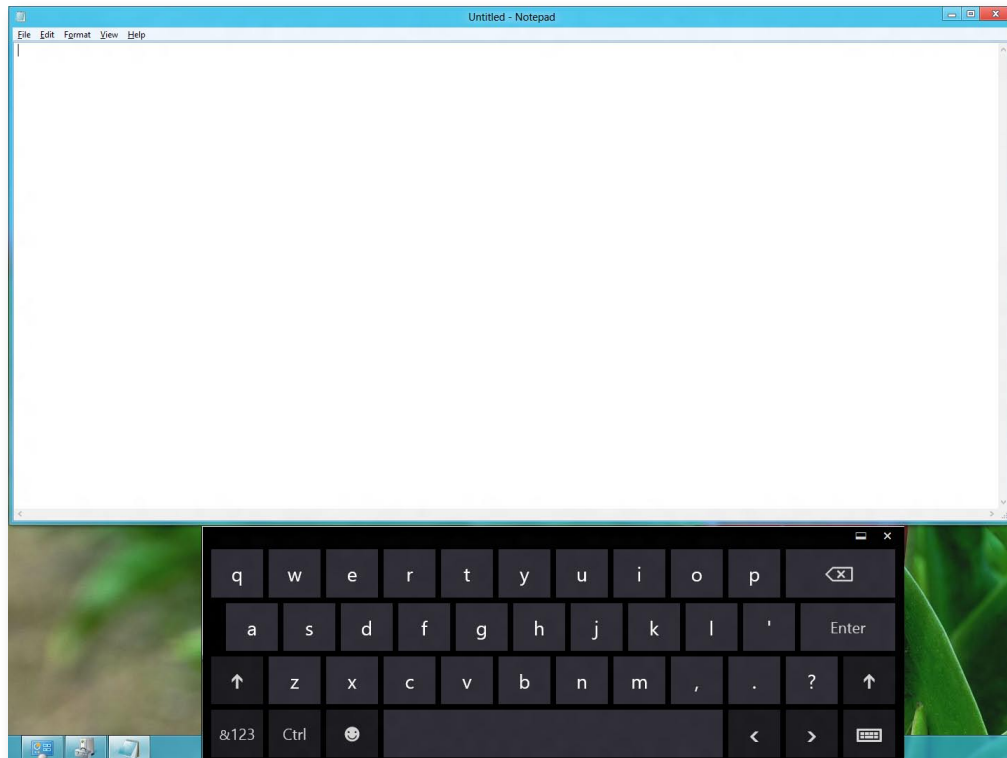 Untitled - Notepad
File Edit Format View Help
q w e r t y u i o p
a s d f g h j k l ' Enter
z x c v b n m , . ?
&123 Ctrl < >